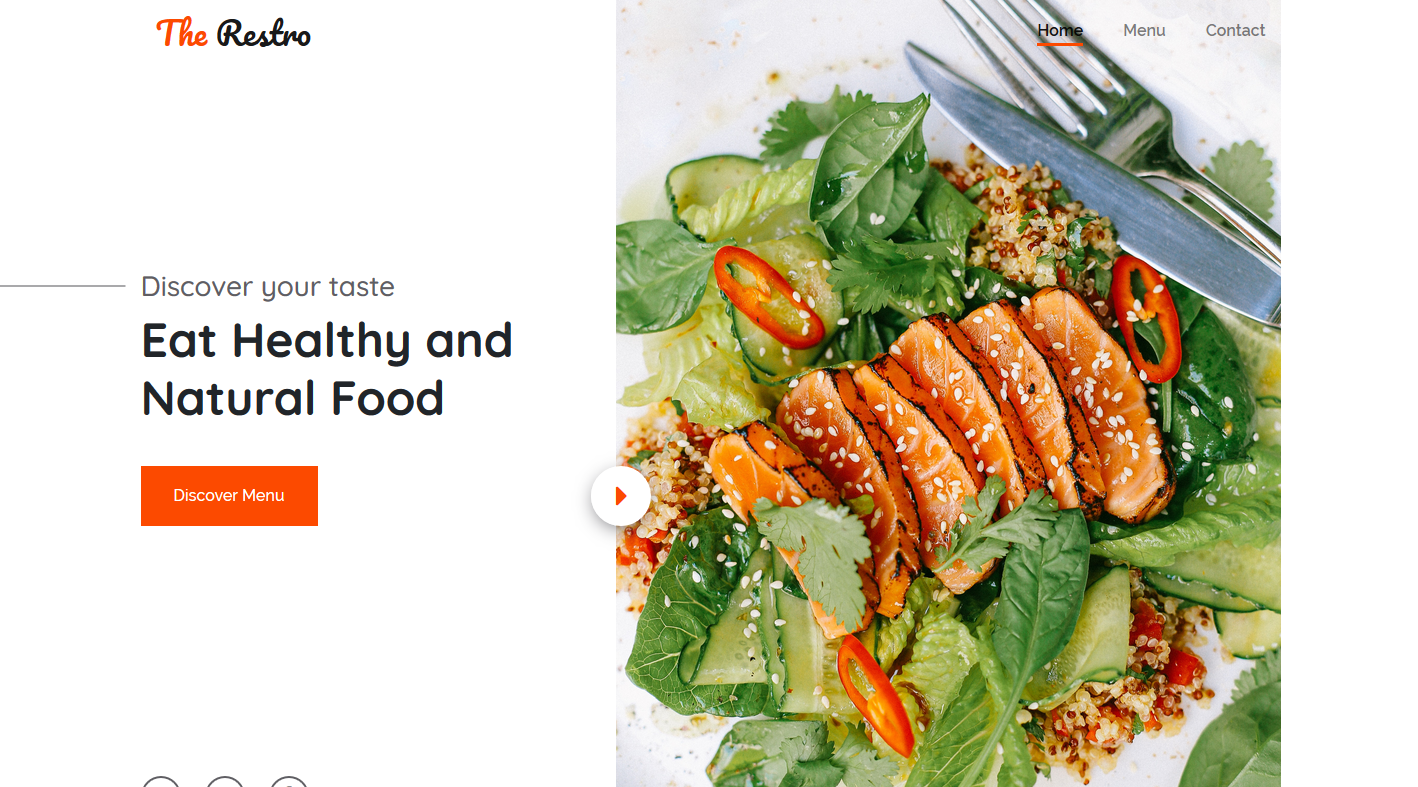 The Restro
Home Menu Contact
Discover your taste
Eat Healthy and
Natural Food
Discover Menu